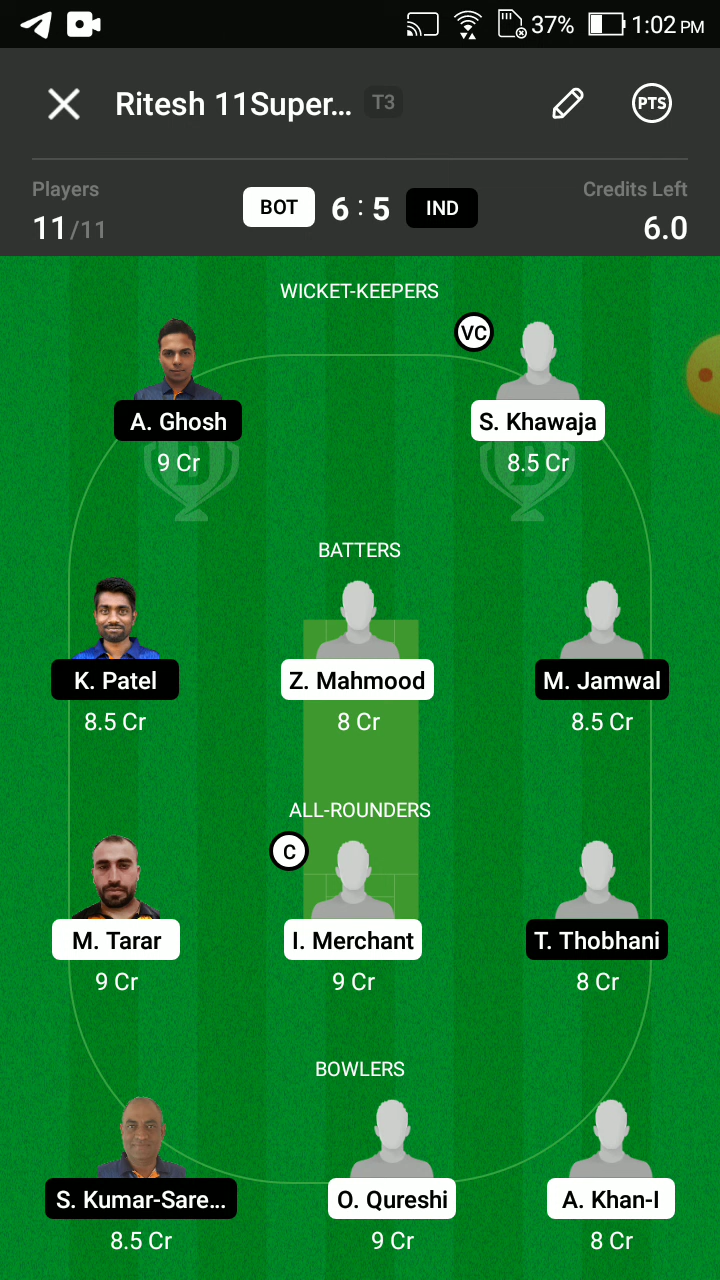 37% 1:02 PM
Ritesh 11Super... T3 PTS
Players
11/11
BOT 6 : 5 IND
Credits Left
6.0
WICKET-KEEPERS
VC
A. Ghosh S. Khawaja
9 Cr 8.5 Cr
BATTERS
K. Patel Z. Mahmood M. Jamwal
8.5 Cr 8 Cr 8.5 Cr
ALL-ROUNDERS
C
M. Tarar I. Merchant T. Thobhani
9 Cr 9 Cr 8 Cr
BOWLERS
S. Kumar-Sare... O. Qureshi A. Khan-I
8.5 Cr 9 Cr 8 Cr